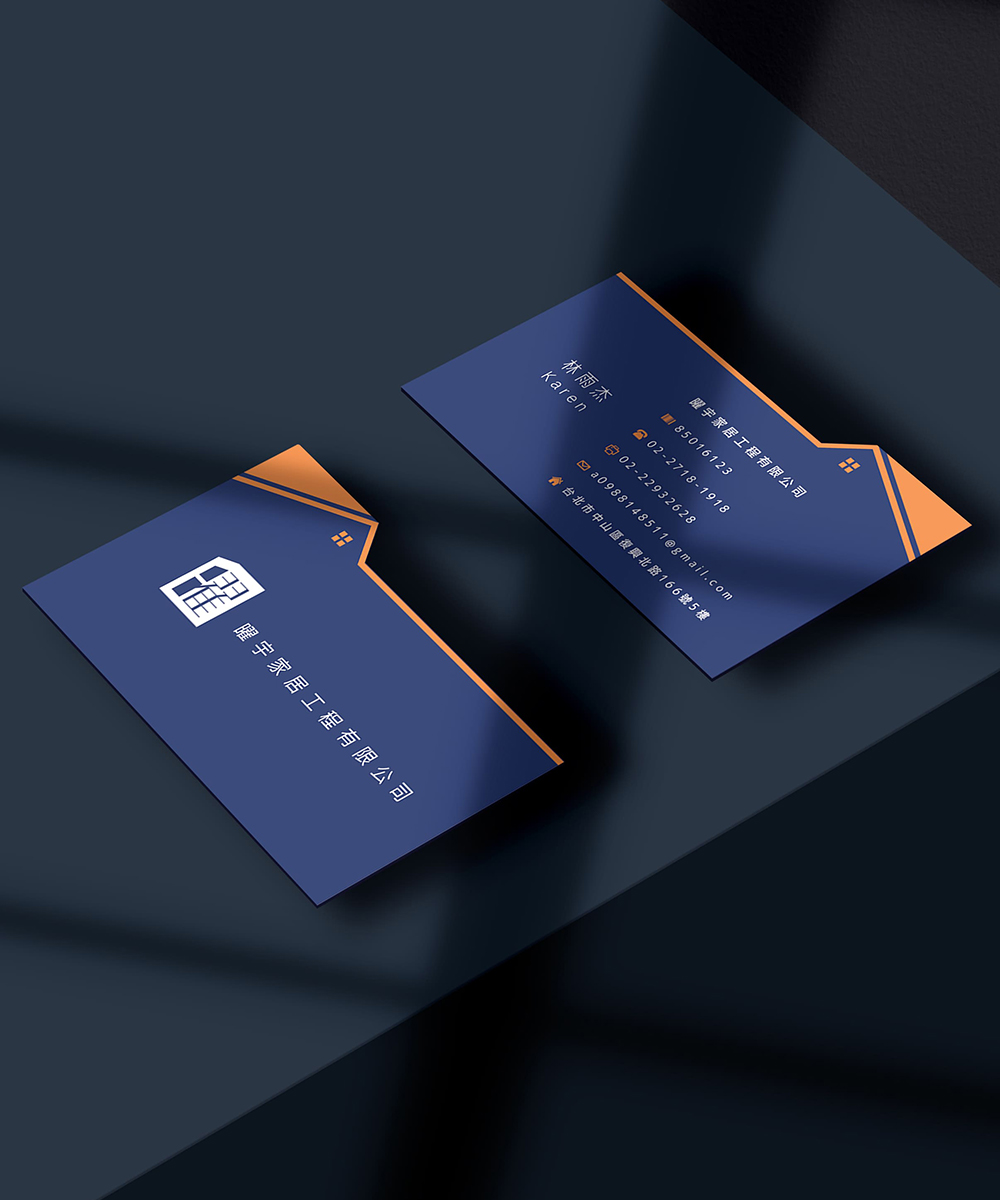 曜宇家居工程有限公司
林雨杰
Karen
曜宇家居工程有限公司
85016123
02-2718-1918
02-22932628
a0988148511@gmail.com
台北市中山區復興北路166號5樓